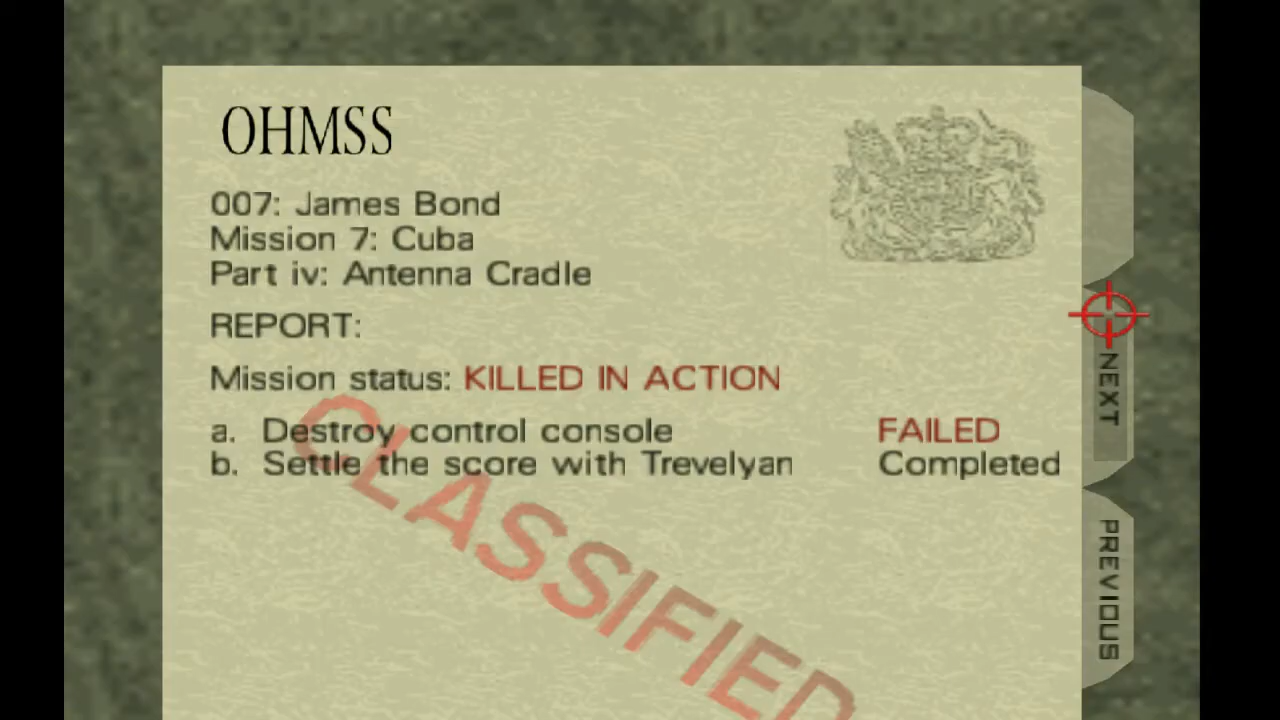 OHMSS
007: James Bond
Mission 7: Cuba
Part iv: Antenna Cradle
REPORT:
Mission status: KILLED IN ACTION
a. Destroy control console FAILED
b. Settle the score with Trevelyan Completed
CLASSIFIED
NEXT
PREVIOUS